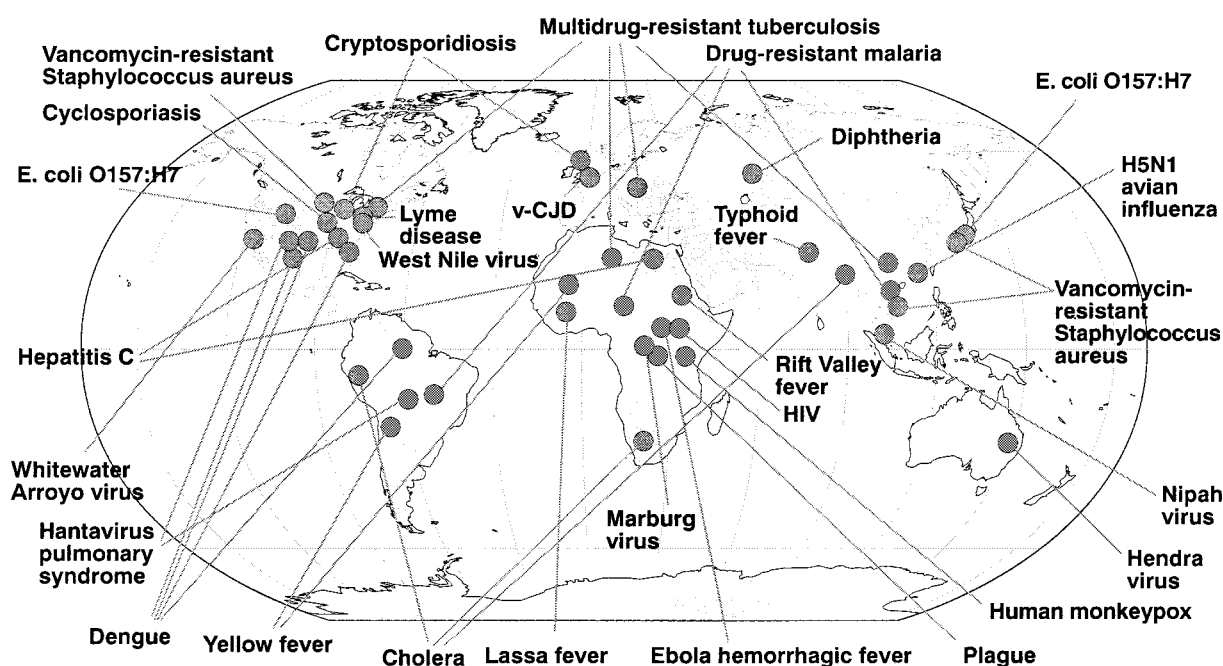 Multidrug-resistant tuberculosis
Cryptosporidiosis
Drug-resistant malaria
Vancomycin-resistant
Staphylococcus aureus
Cyclosporiasis
E. coli O157:H7
E. coli O157:H7
Diphtheria
H5N1
avian
influenza
v-CJD
Lyme
disease
West Nile virus
Typhoid
fever
Vancomycin-
resistant
Staphylococcus
aureus
Hepatitis C
Rift Valley
fever
HIV
Whitewater
Arroyo virus
Hantavirus
pulmonary
syndrome
Marburg
virus
Nipah
virus
Hendra
virus
Human monkeypox
Dengue
Yellow fever
Cholera
Lassa fever
Ebola hemorrhagic fever
Plague